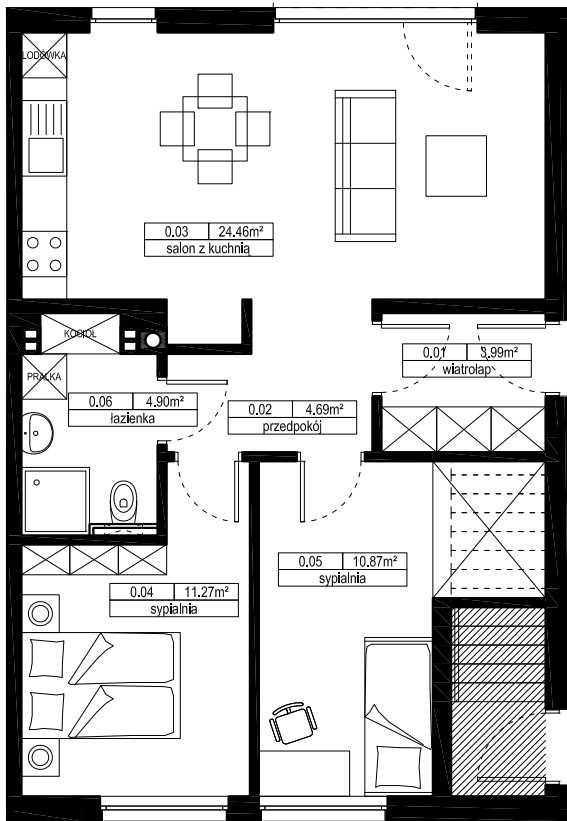 LODÓWKA
0.03 24.46m²
salon z kuchnią
KOCIOŁ
0.01 3.99m²
wiatrołap
PRALKA
0.06 4.90m²
łazienka
0.02 4.69m²
przedpokój
0.05 10.87m²
sypialnia
0.04 11.27m²
sypialnia